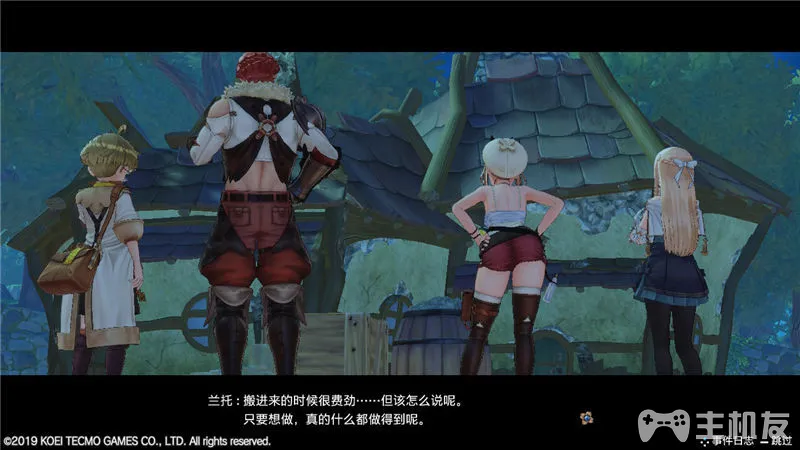 兰托：搬进来的时候很费劲……但该怎么说呢。
只要想做，真的什么都做得到呢。
主机友
事件日志 跳过
©2019 KOEI TECMO GAMES CO., LTD. All rights reserved.